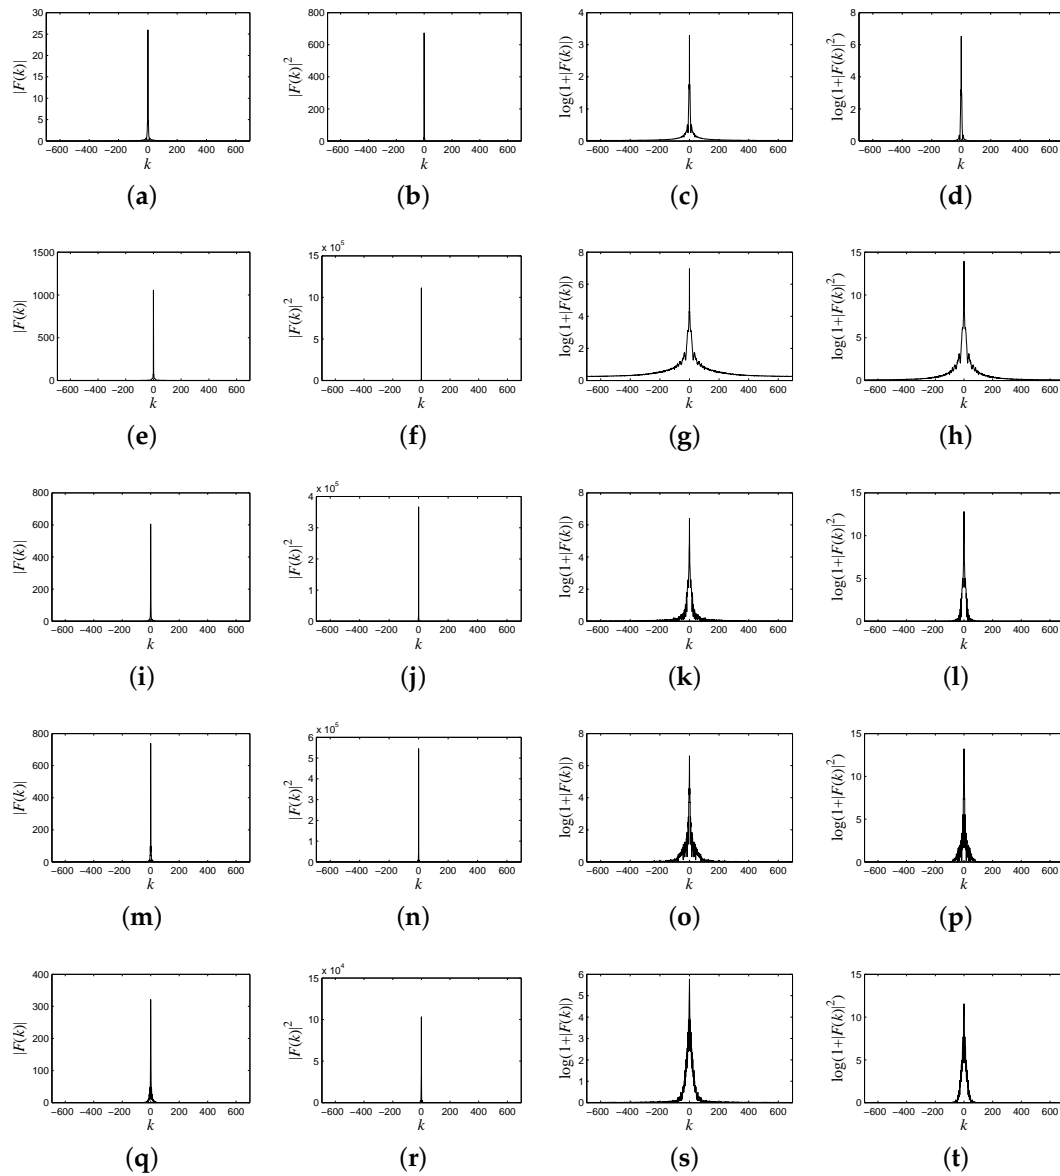 30
25
20
15
10
5
0
|F(k)|
−600 −400 −200 0 200 400 600
k
(a)
800
600
400
200
0
|F(k)|²
−600 −400 −200 0 200 400 600
k
(b)
4
3
2
1
0
log(1+|F(k)|)
−600 −400 −200 0 200 400 600
k
(c)
8
6
4
2
0
log(1+|F(k)|²)
−600 −400 −200 0 200 400 600
k
(d)
1500
1000
500
0
|F(k)|
−600 −400 −200 0 200 400 600
k
(e)
x 10⁵
15
10
5
0
|F(k)|²
−600 −400 −200 0 200 400 600
k
(f)
8
6
4
2
0
log(1+|F(k)|)
−600 −400 −200 0 200 400 600
k
(g)
15
10
5
0
log(1+|F(k)|²)
−600 −400 −200 0 200 400 600
k
(h)
800
600
400
200
0
|F(k)|
−600 −400 −200 0 200 400 600
k
(i)
x 10⁵
4
3
2
1
0
|F(k)|²
−600 −400 −200 0 200 400 600
k
(j)
8
6
4
2
0
log(1+|F(k)|)
−600 −400 −200 0 200 400 600
k
(k)
15
10
5
0
log(1+|F(k)|²)
−600 −400 −200 0 200 400 600
k
(l)
800
600
400
200
0
|F(k)|
−600 −400 −200 0 200 400 600
k
(m)
x 10⁵
6
5
4
3
2
1
0
|F(k)|²
−600 −400 −200 0 200 400 600
k
(n)
8
6
4
2
0
log(1+|F(k)|)
−600 −400 −200 0 200 400 600
k
(o)
15
10
5
0
log(1+|F(k)|²)
−600 −400 −200 0 200 400 600
k
(p)
400
300
200
100
0
|F(k)|
−600 −400 −200 0 200 400 600
k
(q)
x 10⁴
15
10
5
0
|F(k)|²
−600 −400 −200 0 200 400 600
k
(r)
6
5
4
3
2
1
0
log(1+|F(k)|)
−600 −400 −200 0 200 400 600
k
(s)
15
10
5
0
log(1+|F(k)|²)
−600 −400 −200 0 200 400 600
k
(t)